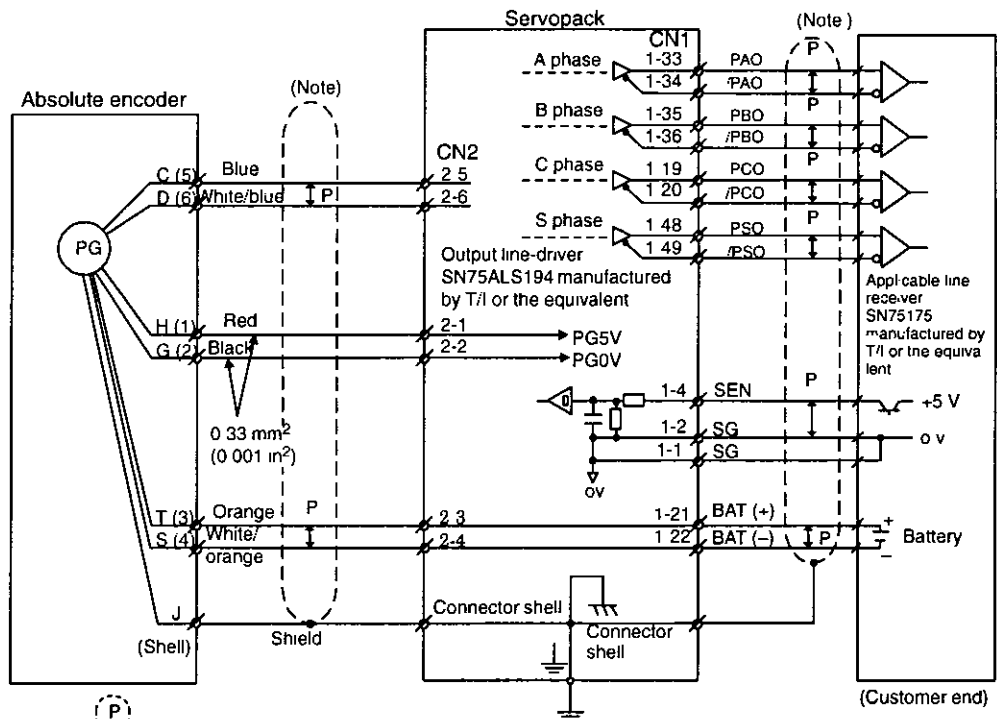 Servopack
(Note)
CN1
P
A phase
1-33
PAO
1-34
/PAO
P
B phase
1-35
PBO
1-36
/PBO
P
C phase
1 19
PCO
1 20
/PCO
P
S phase
1 48
PSO
1 49
/PSO
Absolute encoder
(Note)
CN2
C (5)
Blue
2 5
D (6)
White/blue
P
2-6
PG
Output line-driver
SN75ALS194 manufactured
by T/I or the equivalent
Applicable line
receiver
SN75175
manufactured by
T/I or the equiva
lent
H (1)
Red
2-1
PG5V
G (2)
Black
2-2
PG0V
0 33 mm2
(0 001 in2)
1-4
SEN
P
+5 V
1-2
SG
0 V
1-1
SG
0V
T (3)
Orange
P
2 3
1-21
BAT (+)
+
S (4)
White/
orange
2-4
1 22
BAT (–)
P
Battery
–
J
(Shell)
Shield
Connector shell
Connector
shell
(Customer end)
P